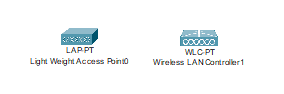 LAP-PT
Light Weight Access Point0
WLC-PT
Wireless LAN Controller1